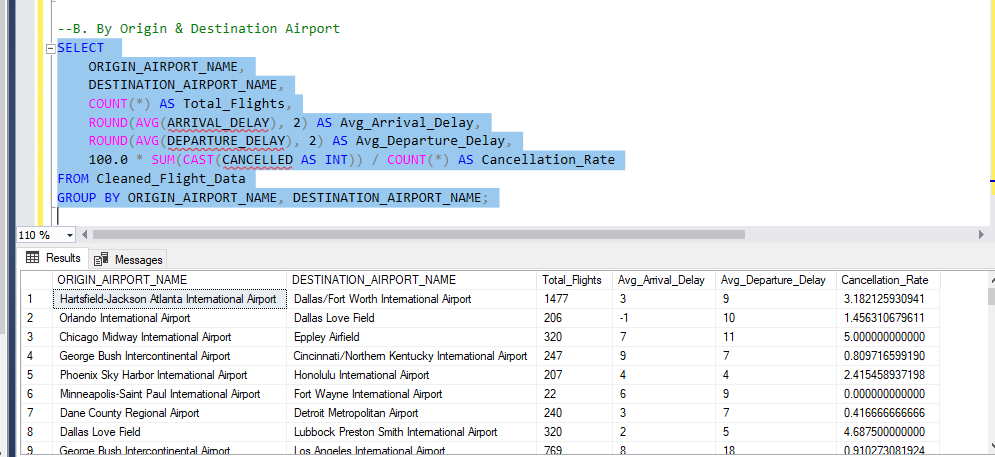 --B. By Origin & Destination Airport
SELECT
ORIGIN_AIRPORT_NAME,
DESTINATION_AIRPORT_NAME,
COUNT(*) AS Total_Flights,
ROUND(AVG(ARRIVAL_DELAY), 2) AS Avg_Arrival_Delay,
ROUND(AVG(DEPARTURE_DELAY), 2) AS Avg_Departure_Delay,
100.0 * SUM(CAST(CANCELLED AS INT)) / COUNT(*) AS Cancellation_Rate
FROM Cleaned_Flight_Data
GROUP BY ORIGIN_AIRPORT_NAME, DESTINATION_AIRPORT_NAME;
110 %
Results Messages
ORIGIN_AIRPORT_NAME DESTINATION_AIRPORT_NAME Total_Flights Avg_Arrival_Delay Avg_Departure_Delay Cancellation_Rate
1 Hartsfield-Jackson Atlanta International Airport Dallas/Fort Worth International Airport 1477 3 9 3.182125930941
2 Orlando International Airport Dallas Love Field 206 -1 10 1.456310679611
3 Chicago Midway International Airport Eppley Airfield 320 7 11 5.000000000000
4 George Bush Intercontinental Airport Cincinnati/Northern Kentucky International Airport 247 9 7 0.809716599190
5 Phoenix Sky Harbor International Airport Honolulu International Airport 207 4 4 2.415458937198
6 Minneapolis-Saint Paul International Airport Fort Wayne International Airport 22 6 9 0.000000000000
7 Dane County Regional Airport Detroit Metropolitan Airport 240 3 7 0.416666666666
8 Dallas Love Field Lubbock Preston Smith International Airport 320 2 5 4.687500000000
9 George Bush Intercontinental Airport Los Angeles International Airport 769 8 18 0.910273081924